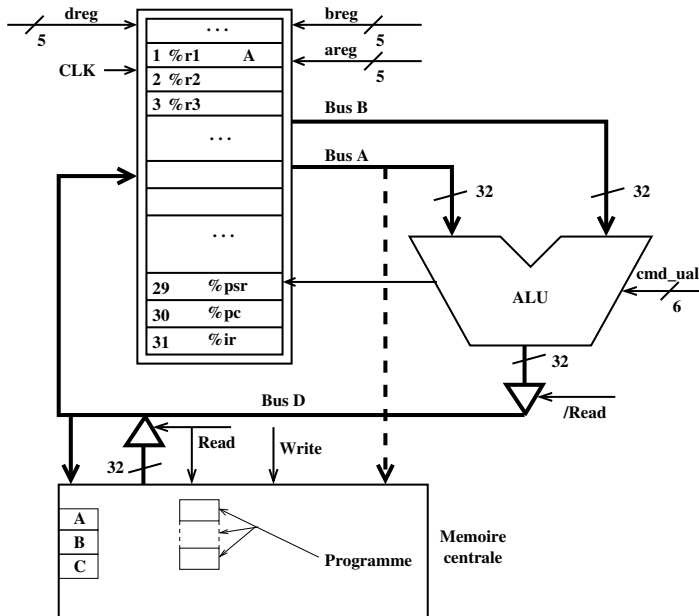 dreg
5
CLK
. . .
1 %r1 A
2 %r2
3 %r3
. . .
. . .
29 %psr
30 %pc
31 %ir
breg
5
areg
5
Bus B
Bus A
32
32
ALU
cmd_ual
6
32
/Read
Bus D
Read
Write
32
A
B
C
Programme
Memoire
centrale